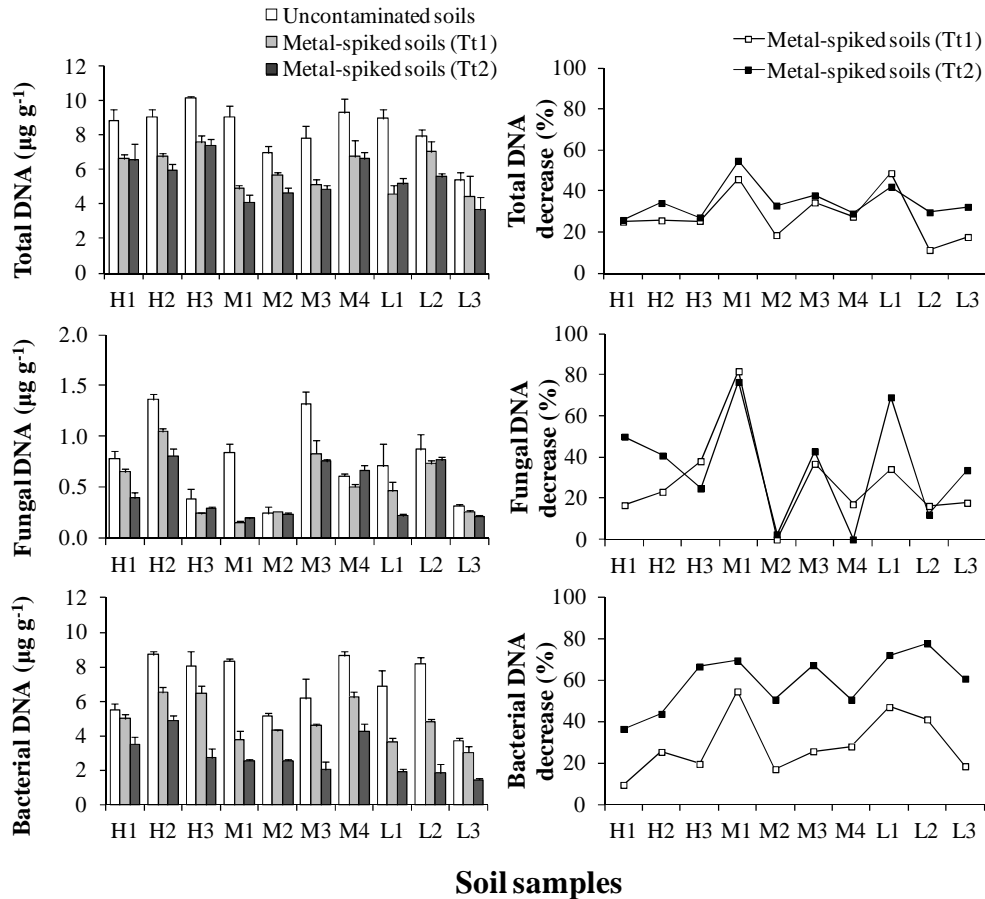 Uncontaminated soils
Metal-spiked soils (Tt1)
Metal-spiked soils (Tt2)
Total DNA (µg g⁻¹)
12
10
8
6
4
2
0
H1 H2 H3 M1 M2 M3 M4 L1 L2 L3
Metal-spiked soils (Tt1)
Metal-spiked soils (Tt2)
Total DNA
decrease (%)
100
80
60
40
20
0
H1 H2 H3 M1 M2 M3 M4 L1 L2 L3
Fungal DNA (µg g⁻¹)
2.0
1.5
1.0
0.5
0.0
H1 H2 H3 M1 M2 M3 M4 L1 L2 L3
Fungal DNA
decrease (%)
100
80
60
40
20
0
H1 H2 H3 M1 M2 M3 M4 L1 L2 L3
Bacterial DNA (µg g⁻¹)
12
10
8
6
4
2
0
H1 H2 H3 M1 M2 M3 M4 L1 L2 L3
Bacterial DNA
decrease (%)
100
80
60
40
20
0
H1 H2 H3 M1 M2 M3 M4 L1 L2 L3
Soil samples